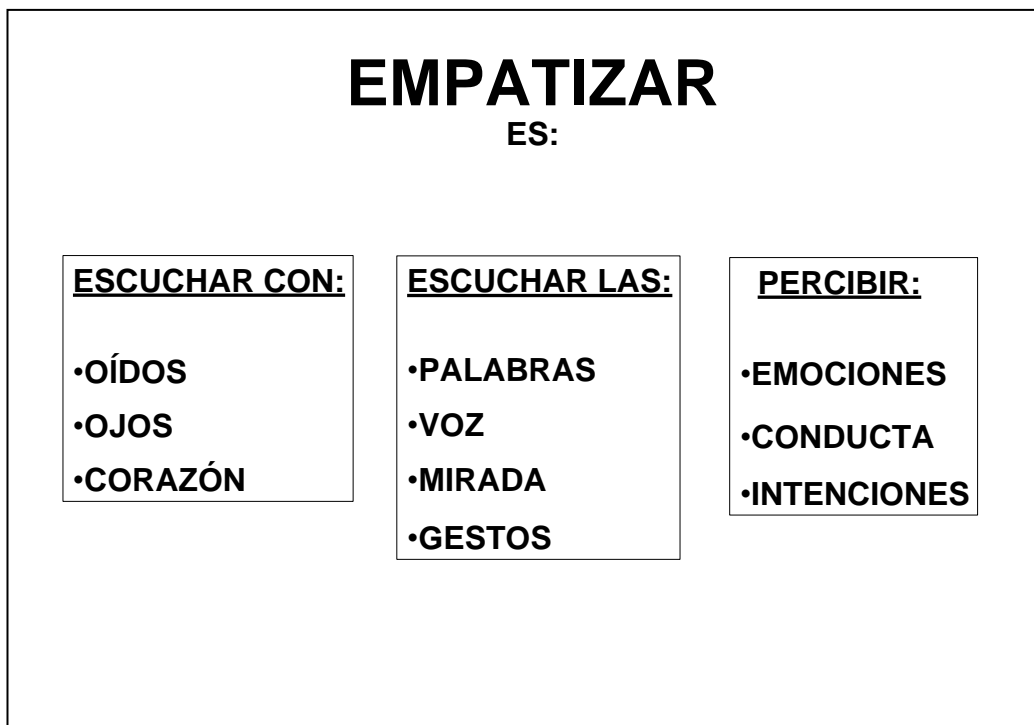 EMPATIZAR
ES:
ESCUCHAR CON:
•OÍDOS
•OJOS
•CORAZÓN
ESCUCHAR LAS:
•PALABRAS
•VOZ
•MIRADA
•GESTOS
PERCIBIR:
•EMOCIONES
•CONDUCTA
•INTENCIONES